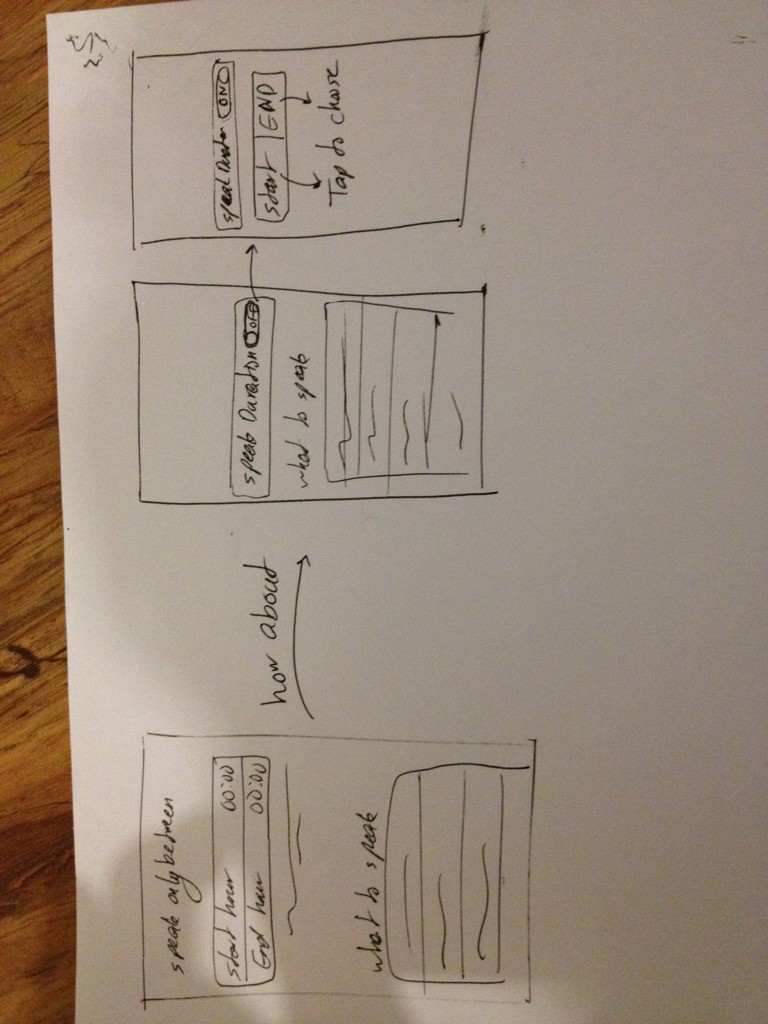 speak only between
start hour 00:00
End hour 00:00
what to speak
how about
speak Duration OFF
what to speak
speak Duration ON
start END
Tap to choose